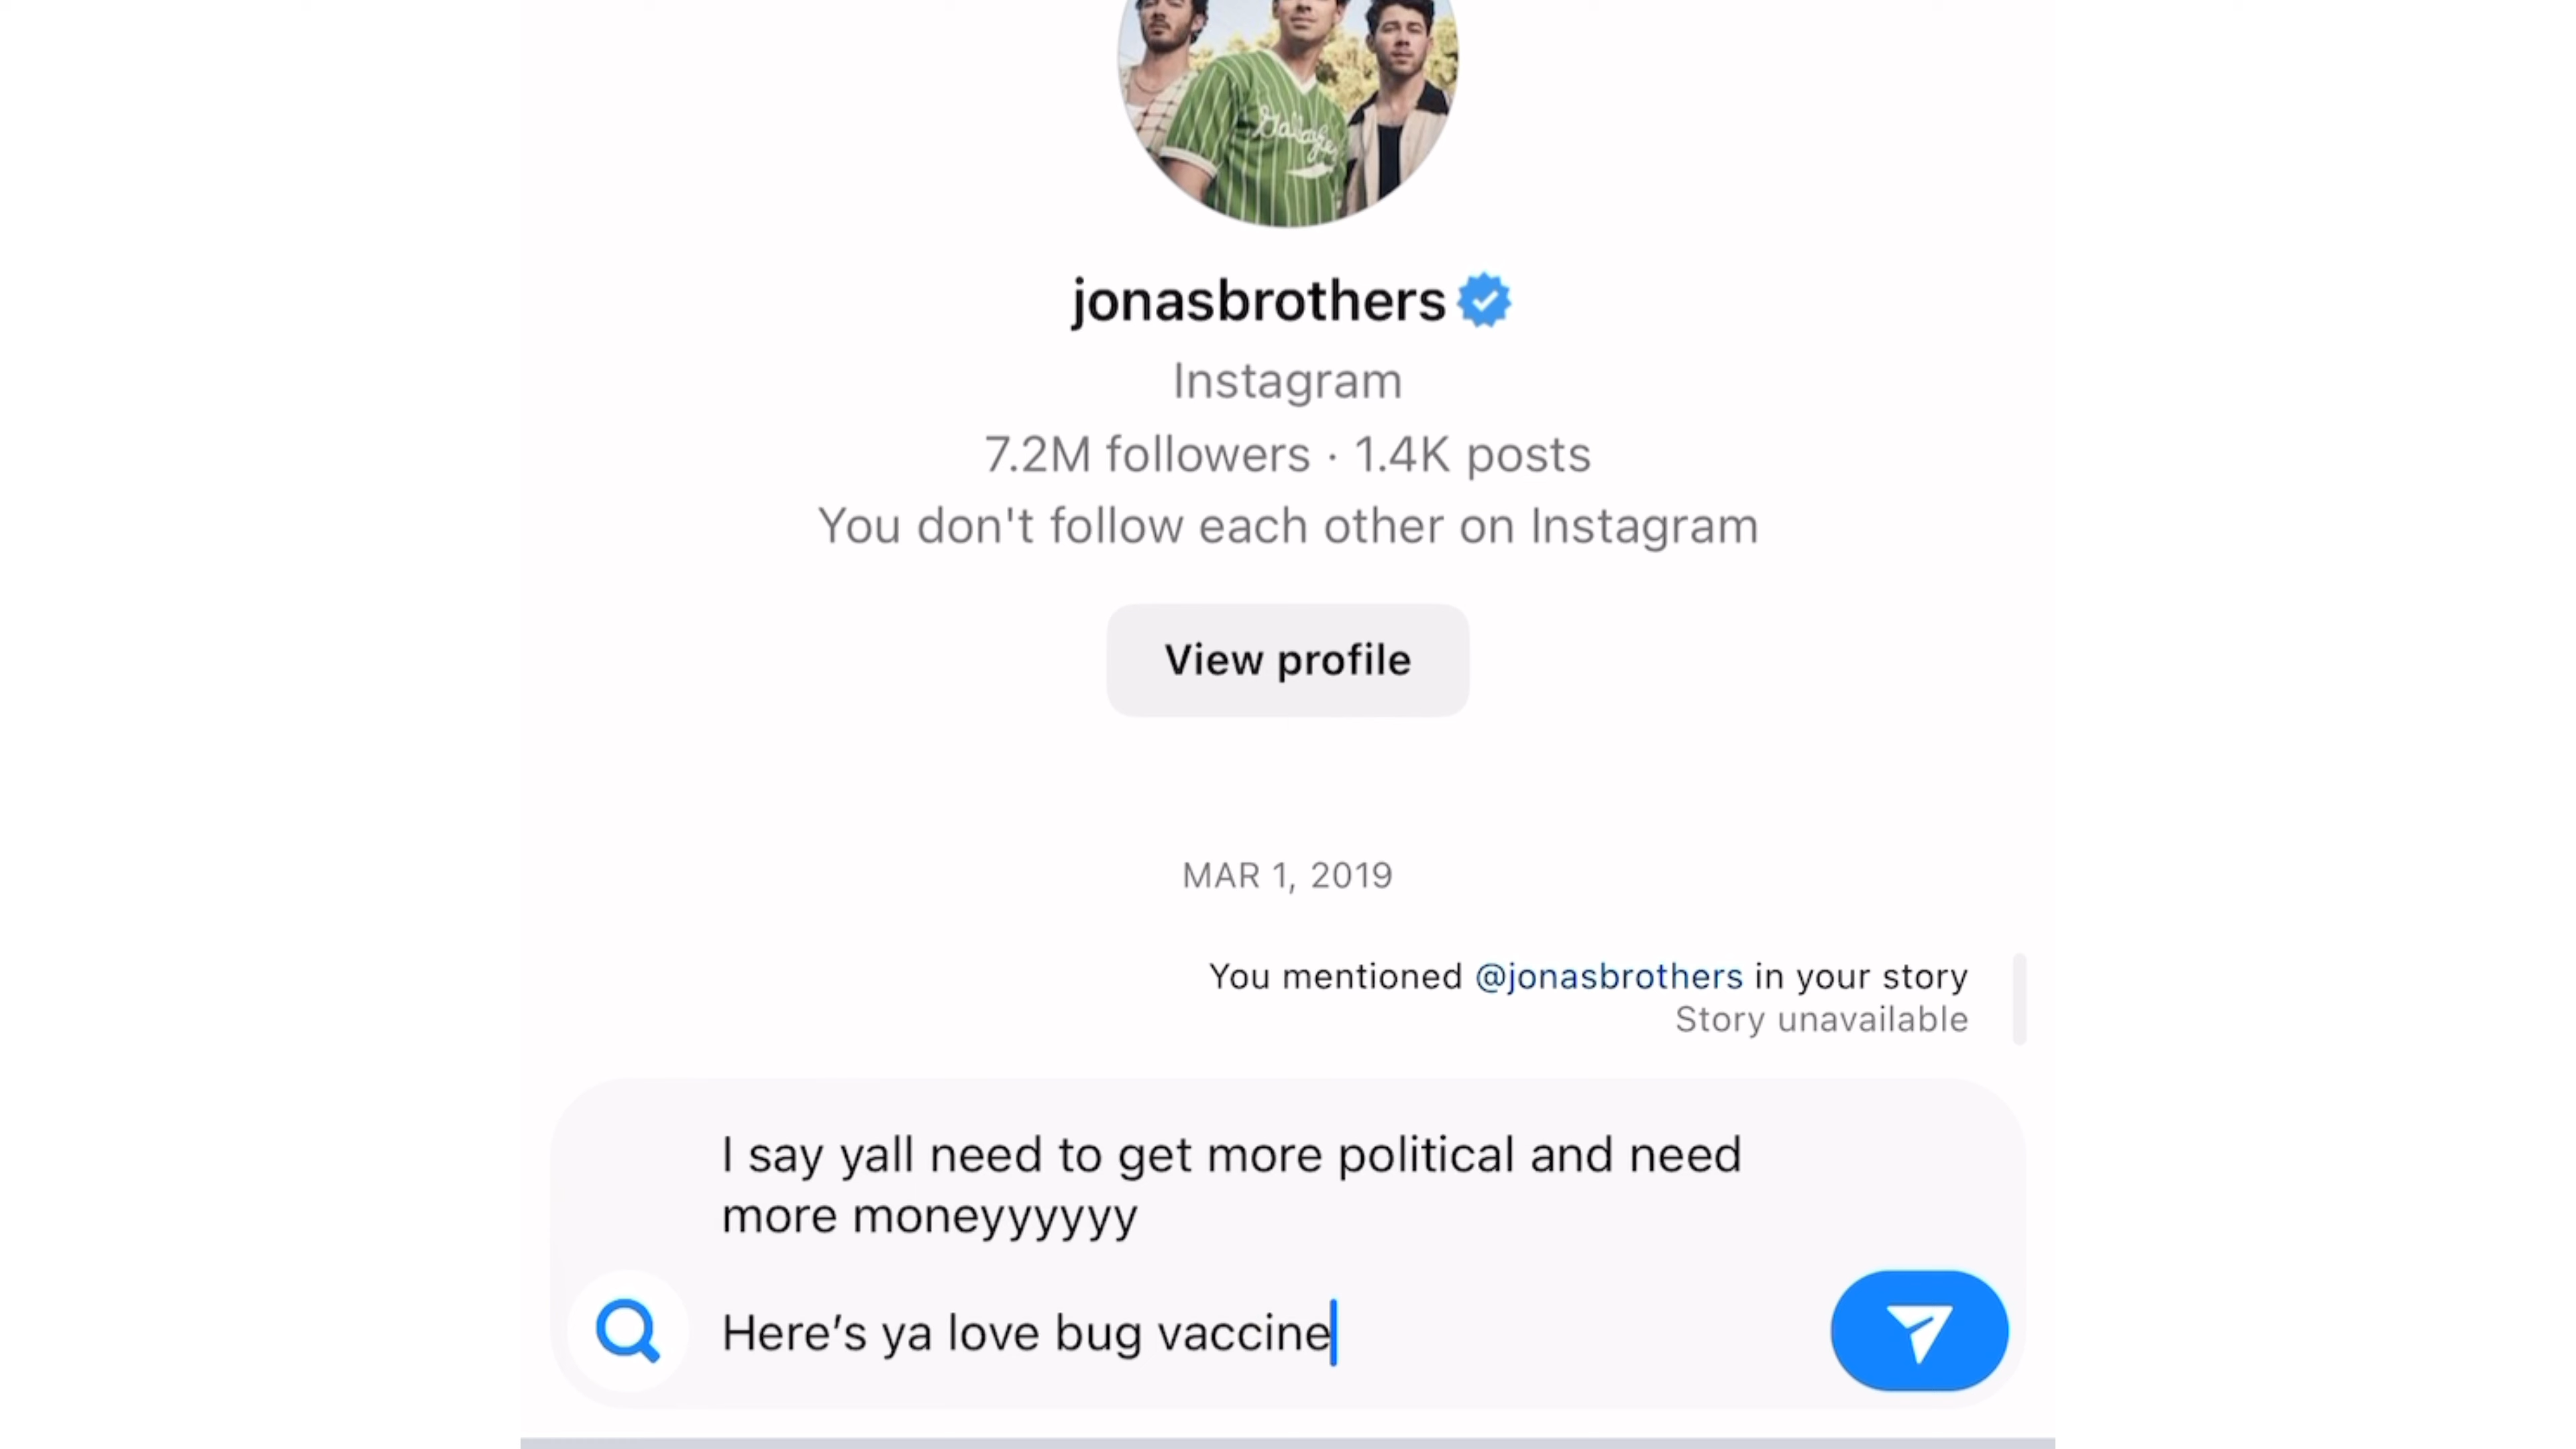 jonasbrothers
Instagram
7.2M followers · 1.4K posts
You don't follow each other on Instagram
View profile
MAR 1, 2019
You mentioned @jonasbrothers in your story
Story unavailable
I say yall need to get more political and need
more moneyyyyyy
Here’s ya love bug vaccine